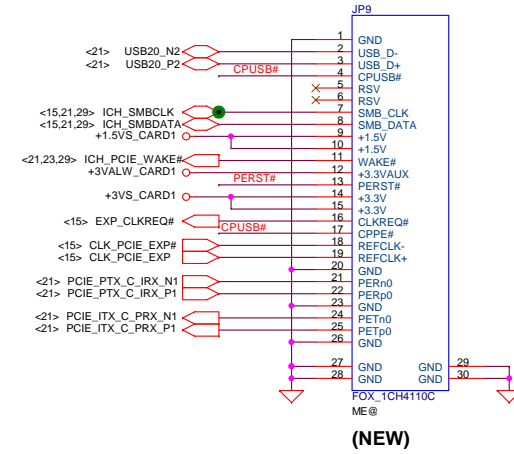 JP9
1 GND
<21> USB20_N2 2 USB_D-
<21> USB20_P2 3 USB_D+
CPUSB# 4 CPUSB#
5 RSV
6 RSV
<15,21,29> ICH_SMBCLK 7 SMB_CLK
<15,21,29> ICH_SMBDATA 8 SMB_DATA
+1.5VS_CARD1 9 +1.5V
10 +1.5V
<21,23,29> ICH_PCIE_WAKE# 11 WAKE#
+3VALW_CARD1 12 +3.3VAUX
PERST# 13 PERST#
+3VS_CARD1 14 +3.3V
15 +3.3V
<15> EXP_CLKREQ# 16 CLKREQ#
CPUSB# 17 CPPE#
<15> CLK_PCIE_EXP# 18 REFCLK-
<15> CLK_PCIE_EXP 19 REFCLK+
20 GND
<21> PCIE_PTX_C_IRX_N1 21 PERn0
<21> PCIE_PTX_C_IRX_P1 22 PERp0
23 GND
<21> PCIE_ITX_C_PRX_N1 24 PETn0
<21> PCIE_ITX_C_PRX_P1 25 PETp0
26 GND
27 GND GND 29
28 GND GND 30
FOX_1CH4110C
ME@
(NEW)